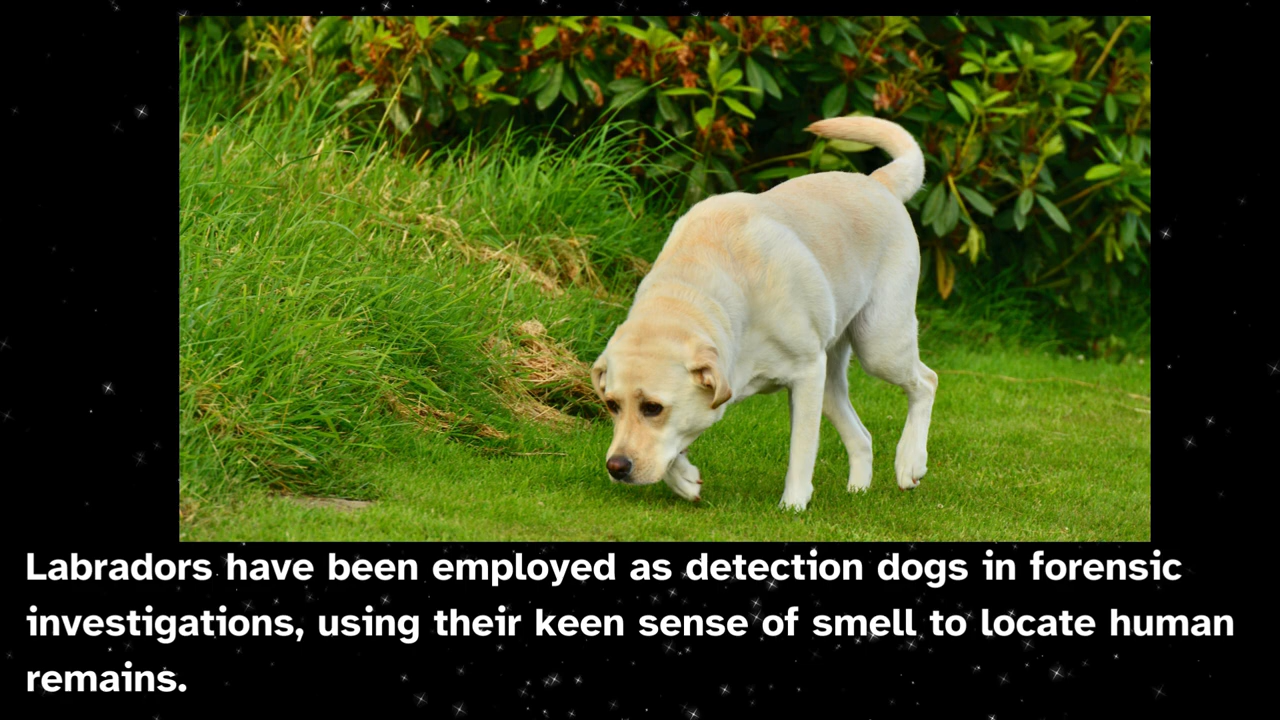 Labradors have been employed as detection dogs in forensic
investigations, using their keen sense of smell to locate human
remains.